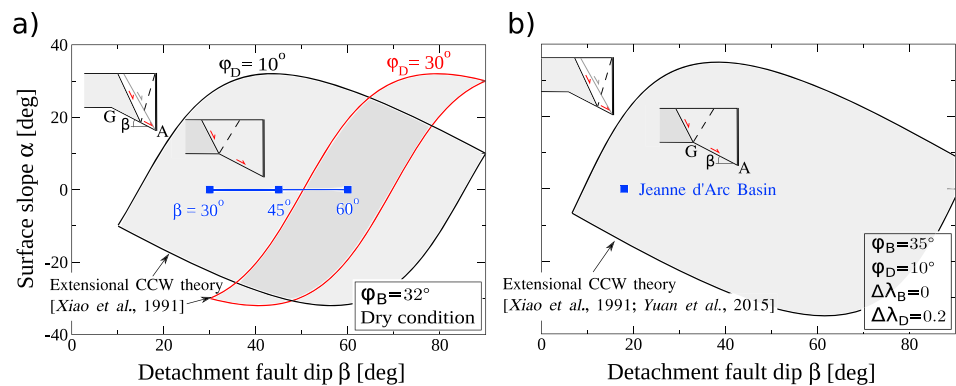 a)
φD=10°
φD=30°
G
β
A
β = 30°
45°
60°
Extensional CCW theory
[Xiao et al., 1991]
φB=32°
Dry condition
40
20
0
-20
-40
0
20
40
60
80
Surface slope α [deg]
Detachment fault dip β [deg]
b)
G
β
A
Jeanne d'Arc Basin
Extensional CCW theory
[Xiao et al., 1991; Yuan et al., 2015]
φB=35°
φD=10°
ΔλB=0
ΔλD=0.2
0
20
40
60
80
Detachment fault dip β [deg]